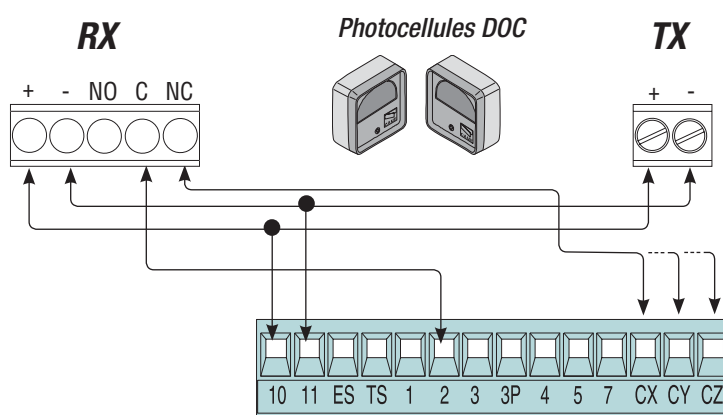 RX
Photocellules DOC
TX
+ - NO C NC
+ -
10 11 ES TS 1 2 3 3P 4 5 7 CX CY CZ